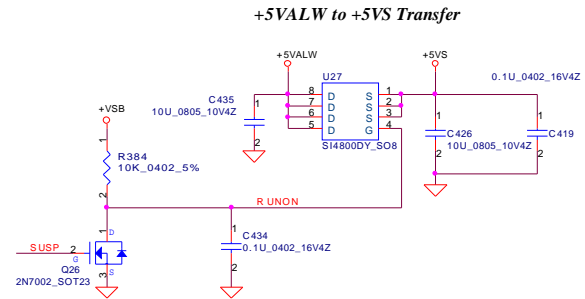 +5VALW to +5VS Transfer
+5VALW
+5VS
U27
0.1U_0402_16V4Z
C435
10U_0805_10V4Z
1
2
8
7
6
5
D
D
D
D
S
S
S
G
1
2
3
4
SI4800DY_SO8
1
C426
10U_0805_10V4Z
2
1
C419
2
+VSB
1
R384
10K_0402_5%
2
RUNON
1
C434
0.1U_0402_16V4Z
2
SUSP
2
G
1
D
3
S
Q26
2N7002_SOT23